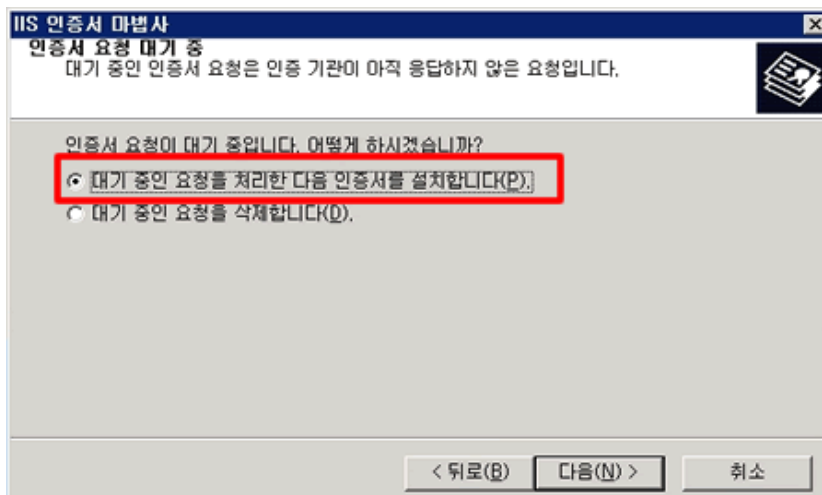 IIS 인증서 마법사
인증서 요청 대기 중
대기 중인 인증서 요청은 인증 기관이 아직 응답하지 않은 요청입니다.
인증서 요청이 대기 중입니다. 어떻게 하시겠습니까?
대기 중인 요청을 처리한 다음 인증서를 설치합니다(P).
대기 중인 요청을 삭제합니다(D).
< 뒤로(B) 다음(N) > 취소